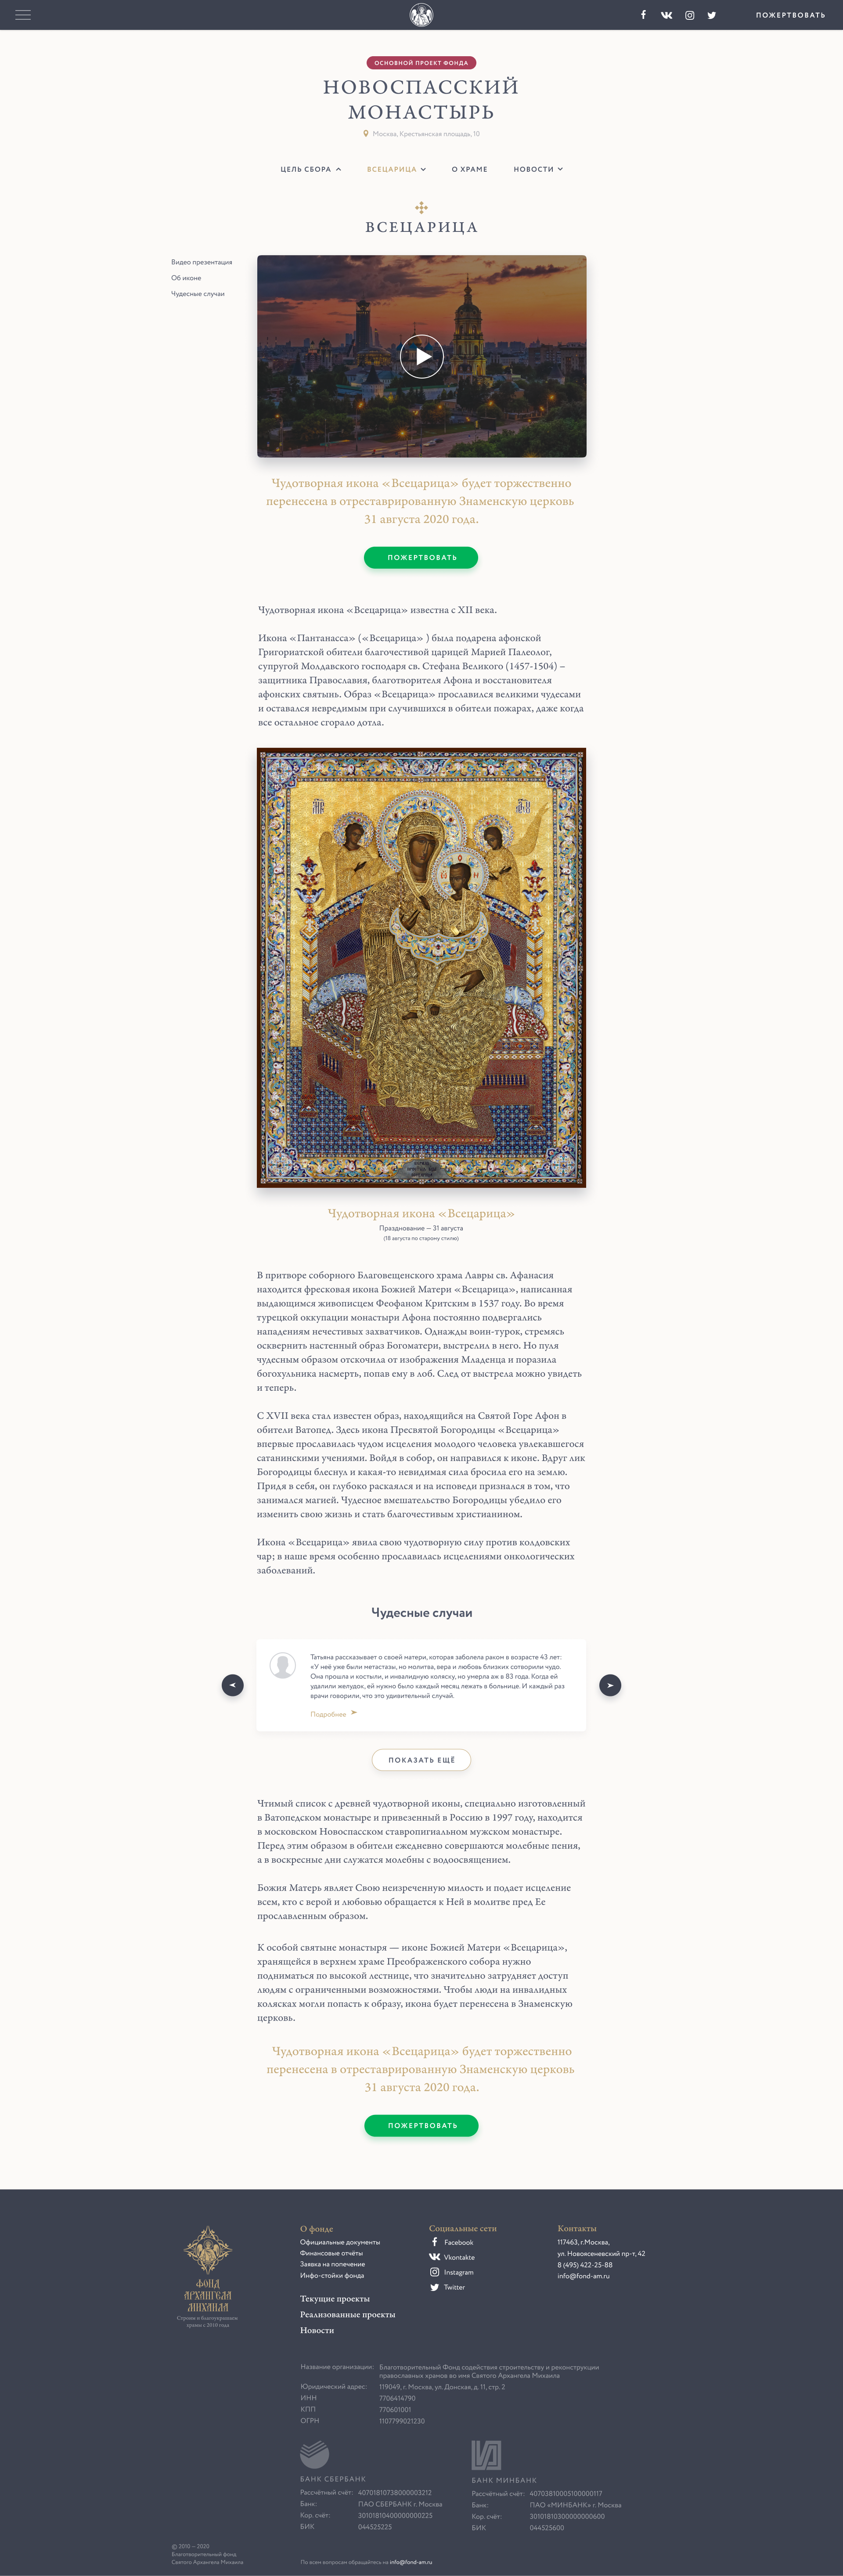 ПОЖЕРТВОВАТЬ
ОСНОВНОЙ ПРОЕКТ ФОНДА
НОВОСПАССКИЙ
МОНАСТЫРЬ
Москва, Крестьянская площадь, 10
ЦЕЛЬ СБОРА ВСЕЦАРИЦА О ХРАМЕ НОВОСТИ
ВСЕЦАРИЦА
Видео презентация
Об иконе
Чудесные случаи
Чудотворная икона «Всецарица» будет торжественно
перенесена в отреставрированную Знаменскую церковь
31 августа 2020 года.
ПОЖЕРТВОВАТЬ
Чудотворная икона «Всецарица» известна с XII века.
Икона «Пантанасса» («Всецарица» ) была подарена афонской
Григориатской обители благочестивой царицей Марией Палеолог,
супругой Молдавского господаря св. Стефана Великого (1457-1504) –
защитника Православия, благотворителя Афона и восстановителя
афонских святынь. Образ «Всецарица» прославился великими чудесами
и оставался невредимым при случившихся в обители пожарах, даже когда
все остальное сгорало дотла.
Чудотворная икона «Всецарица»
Празднование — 31 августа
(18 августа по старому стилю)
В притворе соборного Благовещенского храма Лавры св. Афанасия
находится фресковая икона Божией Матери «Всецарица», написанная
выдающимся живописцем Феофаном Критским в 1537 году. Во время
турецкой оккупации монастыри Афона постоянно подвергались
нападениям нечестивых захватчиков. Однажды воин-турок, стремясь
осквернить настенный образ Богоматери, выстрелил в него. Но пуля
чудесным образом отскочила от изображения Младенца и поразила
богохульника насмерть, попав ему в лоб. След от выстрела можно увидеть
и теперь.
С XVII века стал известен образ, находящийся на Святой Горе Афон в
обители Ватопед. Здесь икона Пресвятой Богородицы «Всецарица»
впервые прославилась чудом исцеления молодого человека увлекавшегося
сатанинскими учениями. Войдя в собор, он направился к иконе. Вдруг лик
Богородицы блеснул и какая-то невидимая сила бросила его на землю.
Придя в себя, он глубоко раскаялся и на исповеди признался в том, что
занимался магией. Чудесное вмешательство Богородицы убедило его
изменить свою жизнь и стать благочестивым христианином.
Икона «Всецарица» явила свою чудотворную силу против колдовских
чар; в наше время особенно прославилась исцелениями онкологических
заболеваний.
Чудесные случаи
Татьяна рассказывает о своей матери, которая заболела раком в возрасте 43 лет:
«У неё уже были метастазы, но молитва, вера и любовь близких сотворили чудо.
Она прошла и костыли, и инвалидную коляску, но умерла аж в 83 года. Когда ей
удалили желудок, ей нужно было каждый месяц лежать в больнице. И каждый раз
врачи говорили, что это удивительный случай.
Подробнее
ПОКАЗАТЬ ЕЩЁ
Чтимый список с древней чудотворной иконы, специально изготовленный
в Ватопедском монастыре и привезенный в Россию в 1997 году, находится
в московском Новоспасском ставропигиальном мужском монастыре.
Перед этим образом в обители ежедневно совершаются молебные пения,
а в воскресные дни служатся молебны с водоосвящением.
Божия Матерь являет Свою неизреченную милость и подает исцеление
всем, кто с верой и любовью обращается к Ней в молитве пред Ее
прославленным образом.
К особой святыне монастыря — иконе Божией Матери «Всецарица»,
хранящейся в верхнем храме Преображенского собора нужно
подниматься по высокой лестнице, что значительно затрудняет доступ
людям с ограниченными возможностями. Чтобы люди на инвалидных
колясках могли попасть к образу, икона будет перенесена в Знаменскую
церковь.
Чудотворная икона «Всецарица» будет торжественно
перенесена в отреставрированную Знаменскую церковь
31 августа 2020 года.
ПОЖЕРТВОВАТЬ
ФОНД
АРХАНГЕЛА
МИХАИЛА
Строим и благоукрашаем
храмы с 2010 года
О фонде
Официальные документы
Финансовые отчёты
Заявка на попечение
Инфо-стойки фонда
Текущие проекты
Реализованные проекты
Новости
Социальные сети
Facebook
Vkontakte
Instagram
Twitter
Контакты
117463, г.Москва,
ул. Новоясеневский пр-т, 42
8 (495) 422-25-88
info@fond-am.ru
Название организации: Благотворительный Фонд содействия строительству и реконструкции
православных храмов во имя Святого Архангела Михаила
Юридический адрес: 119049, г. Москва, ул. Донская, д. 11, стр. 2
ИНН 7706414790
КПП 770601001
ОГРН 1107799021230
БАНК СБЕРБАНК
Рассчётный счёт: 40701810738000003212
Банк: ПАО СБЕРБАНК г. Москва
Кор. счёт: 30101810400000000225
БИК 044525225
БАНК МИНБАНК
Рассчётный счёт: 40703810005100000117
Банк: ПАО «МИНБАНК» г. Москва
Кор. счёт: 30101810300000000600
БИК 044525600
© 2010 — 2020
Благотворительный фонд
Святого Архангела Михаила
По всем вопросам обращайтесь на info@fond-am.ru